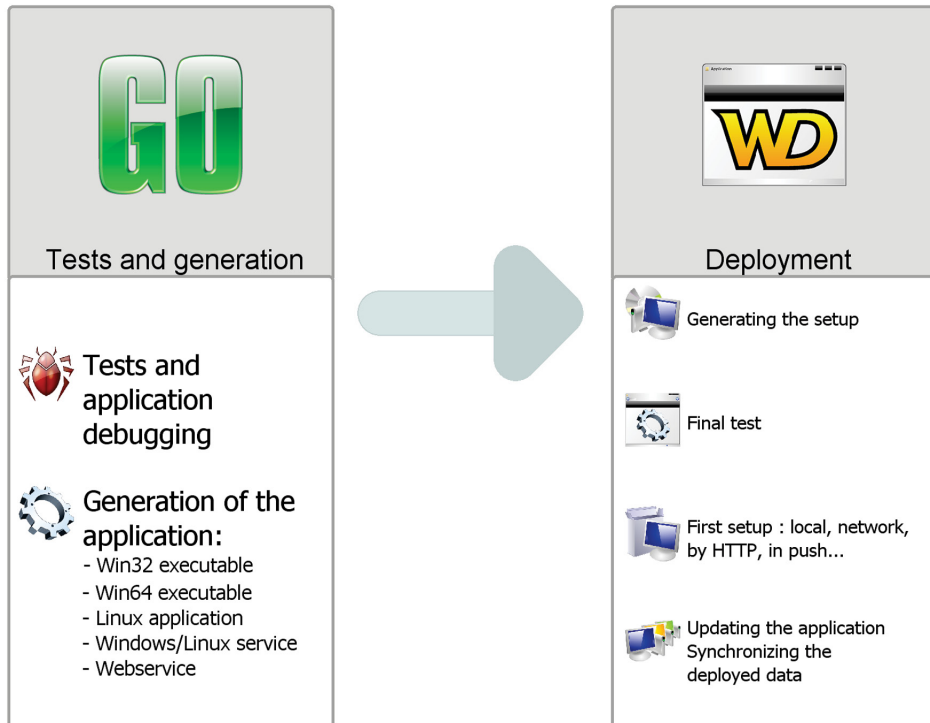 GO
Tests and generation
Tests and
application
debugging
Generation of the
application:
- Win32 executable
- Win64 executable
- Linux application
- Windows/Linux service
- Webservice
Application
WD
Deployment
Generating the setup
Final test
First setup : local, network,
by HTTP, in push...
Updating the application
Synchronizing the
deployed data